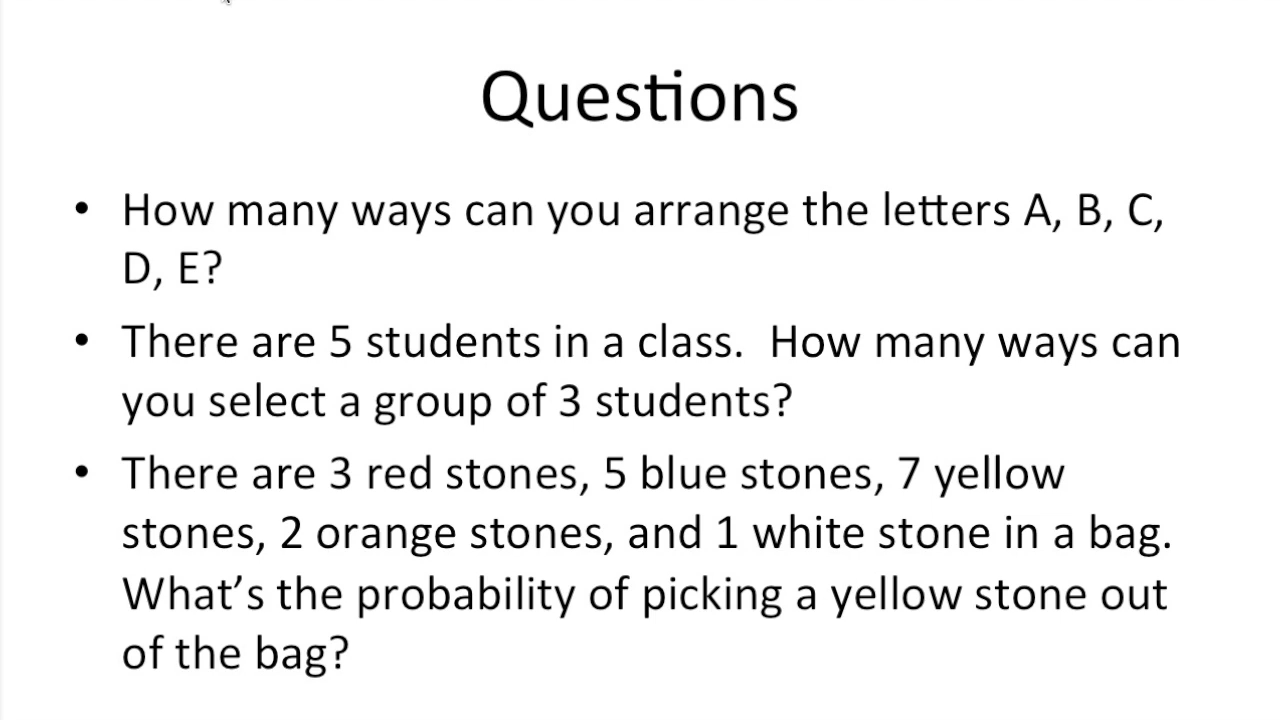 Questions
• How many ways can you arrange the letters A, B, C,
D, E?
• There are 5 students in a class.  How many ways can
you select a group of 3 students?
• There are 3 red stones, 5 blue stones, 7 yellow
stones, 2 orange stones, and 1 white stone in a bag.
What’s the probability of picking a yellow stone out
of the bag?